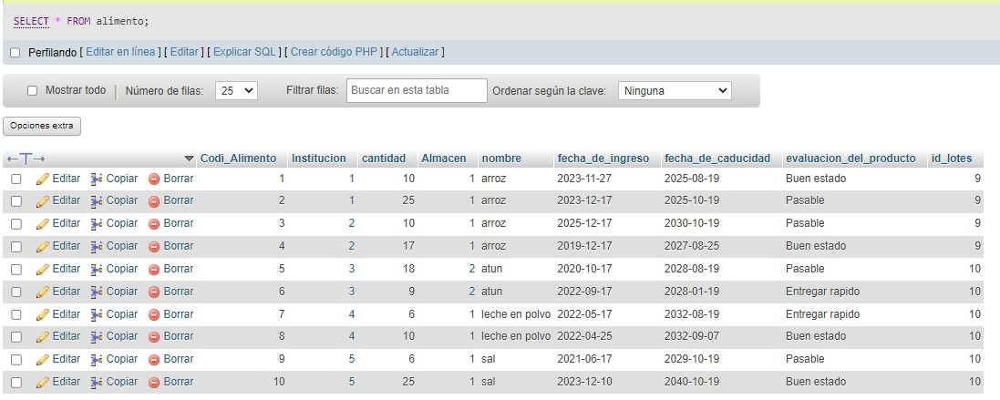 SELECT * FROM alimento;
Perfilando [ Editar en línea ] [ Editar ] [ Explicar SQL ] [ Crear código PHP ] [ Actualizar ]
Mostrar todo Número de filas: 25 Filtrar filas: Buscar en esta tabla Ordenar según la clave: Ninguna
Opciones extra
←T→ Codi_Alimento Institucion cantidad Almacen nombre fecha_de_ingreso fecha_de_caducidad evaluacion_del_producto id_lotes
Editar Copiar Borrar 1 1 10 1 arroz 2023-11-27 2025-08-19 Buen estado 9
Editar Copiar Borrar 2 1 25 1 arroz 2023-12-17 2025-10-19 Pasable 9
Editar Copiar Borrar 3 2 10 1 arroz 2025-12-17 2030-10-19 Pasable 9
Editar Copiar Borrar 4 2 17 1 arroz 2019-12-17 2027-08-25 Buen estado 9
Editar Copiar Borrar 5 3 18 2 atun 2020-10-17 2028-08-19 Pasable 10
Editar Copiar Borrar 6 3 9 2 atun 2022-09-17 2028-01-19 Entregar rapido 10
Editar Copiar Borrar 7 4 6 1 leche en polvo 2022-05-17 2032-08-19 Entregar rapido 10
Editar Copiar Borrar 8 4 10 1 leche en polvo 2022-04-25 2032-09-07 Buen estado 10
Editar Copiar Borrar 9 5 6 1 sal 2021-06-17 2029-10-19 Pasable 10
Editar Copiar Borrar 10 5 25 1 sal 2023-12-10 2040-10-19 Buen estado 10